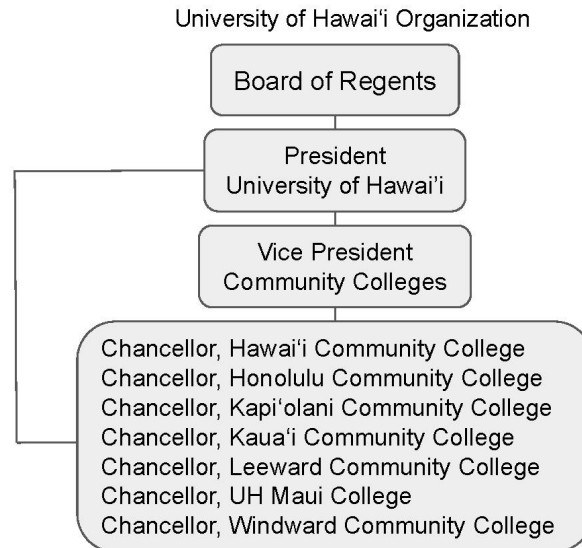 University of Hawaiʻi Organization
Board of Regents
President
University of Hawai’i
Vice President
Community Colleges
Chancellor, Hawaiʻi Community College
Chancellor, Honolulu Community College
Chancellor, Kapiʻolani Community College
Chancellor, Kauaʻi Community College
Chancellor, Leeward Community College
Chancellor, UH Maui College
Chancellor, Windward Community College